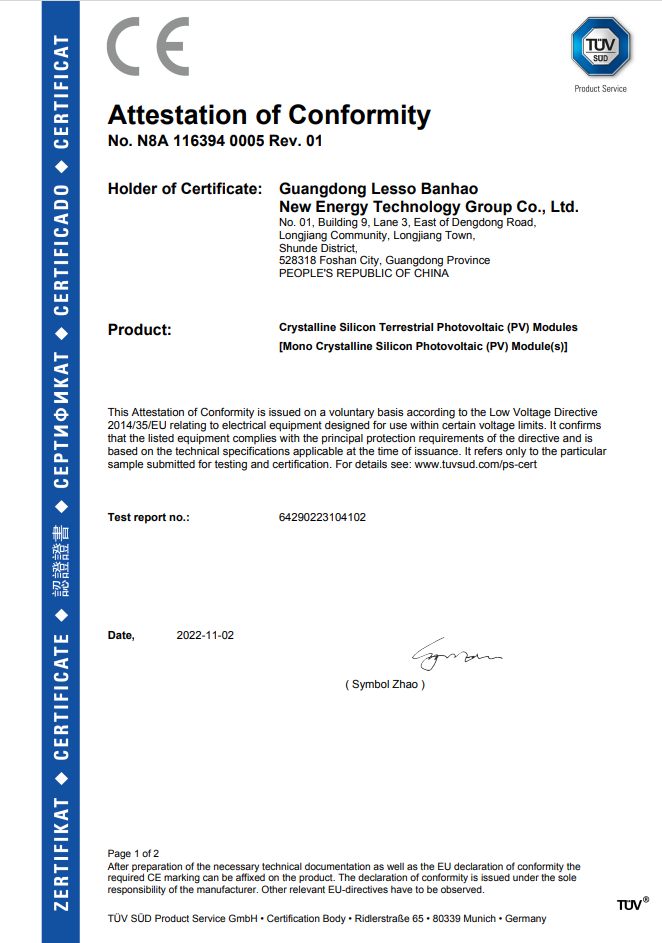 CE
TÜV
SÜD
Product Service
Attestation of Conformity
No. N8A 116394 0005 Rev. 01
Holder of Certificate: Guangdong Lesso Banhao
New Energy Technology Group Co., Ltd.
No. 01, Building 9, Lane 3, East of Dengdong Road,
Longjiang Community, Longjiang Town,
Shunde District,
528318 Foshan City, Guangdong Province
PEOPLE'S REPUBLIC OF CHINA
Product: Crystalline Silicon Terrestrial Photovoltaic (PV) Modules
[Mono Crystalline Silicon Photovoltaic (PV) Module(s)]
This Attestation of Conformity is issued on a voluntary basis according to the Low Voltage Directive
2014/35/EU relating to electrical equipment designed for use within certain voltage limits. It confirms
that the listed equipment complies with the principal protection requirements of the directive and is
based on the technical specifications applicable at the time of issuance. It refers only to the particular
sample submitted for testing and certification. For details see: www.tuvsud.com/ps-cert
Test report no.: 64290223104102
Date, 2022-11-02
( Symbol Zhao )
Page 1 of 2
After preparation of the necessary technical documentation as well as the EU declaration of conformity the
required CE marking can be affixed on the product. The declaration of conformity is issued under the sole
responsibility of the manufacturer. Other relevant EU-directives have to be observed.
TÜV SÜD Product Service GmbH • Certification Body • Ridlerstraße 65 • 80339 Munich • Germany
TÜV®
ZERTIFIKAT ◆ CERTIFICATE ◆ 認證證書 ◆ СЕРТИФИКАТ ◆ CERTIFICADO ◆ CERTIFICAT